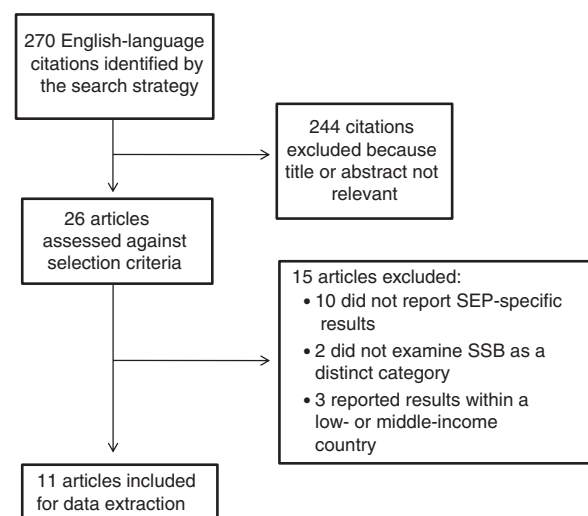 270 English-language
citations identified by
the search strategy
244 citations
excluded because
title or abstract not
relevant
26 articles
assessed against
selection criteria
15 articles excluded:
• 10 did not report SEP-specific
results
• 2 did not examine SSB as a
distinct category
• 3 reported results within a
low- or middle-income
country
11 articles included
for data extraction